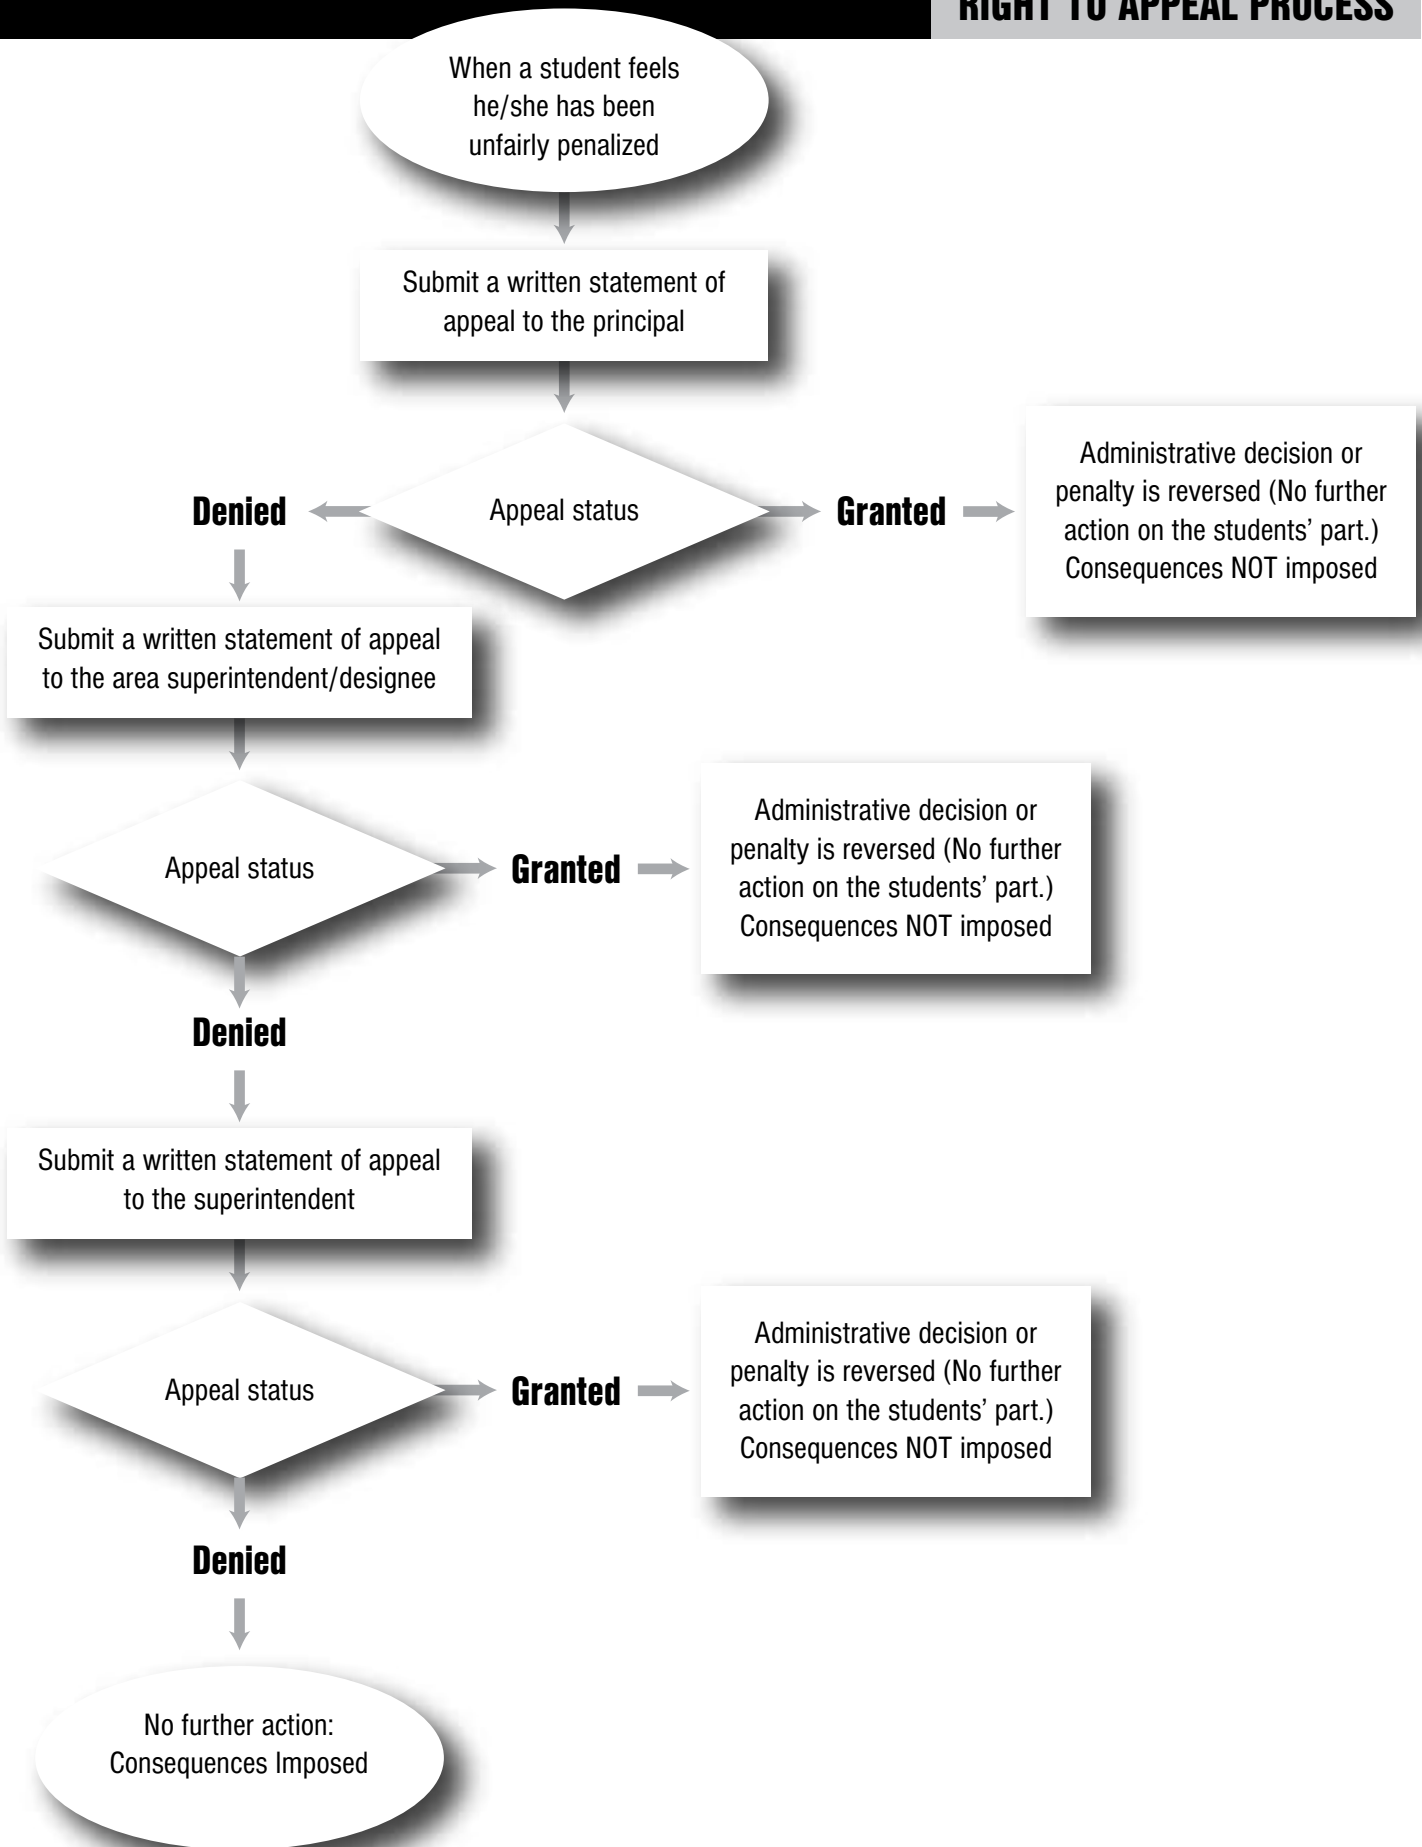 RIGHT TO APPEAL PROCESS
When a student feels
he/she has been
unfairly penalized
Submit a written statement of
appeal to the principal
Denied
Appeal status
Granted
Administrative decision or
penalty is reversed (No further
action on the students’ part.)
Consequences NOT imposed
Submit a written statement of appeal
to the area superintendent/designee
Appeal status
Granted
Administrative decision or
penalty is reversed (No further
action on the students’ part.)
Consequences NOT imposed
Denied
Submit a written statement of appeal
to the superintendent
Appeal status
Granted
Administrative decision or
penalty is reversed (No further
action on the students’ part.)
Consequences NOT imposed
Denied
No further action:
Consequences Imposed